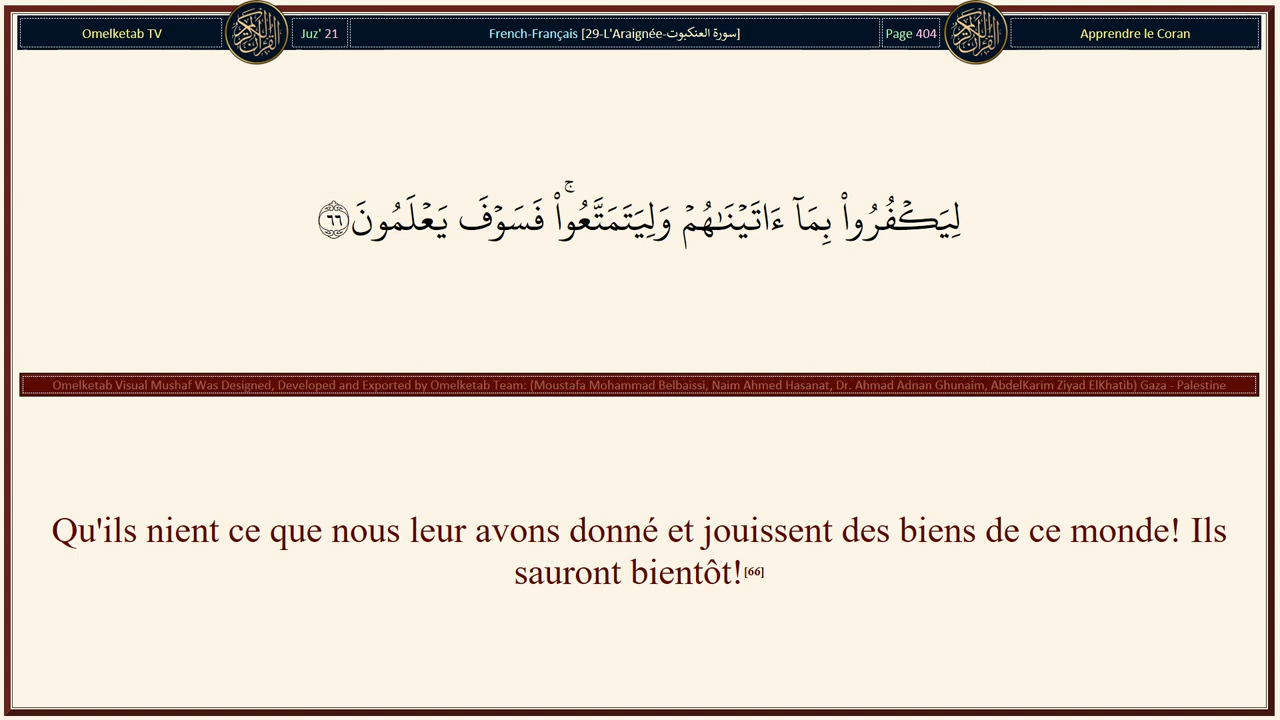 Omelketab TV
Juz' 21
French-Français [29-L'Araignée-سورة العنكبوت]
Page 404
Apprendre le Coran
لِيَكۡفُرُواْ بِمَآ ءَاتَيۡنَٰهُمۡ وَلِيَتَمَتَّعُواْۚ فَسَوۡفَ يَعۡلَمُونَ ٦٦
Omelketab Visual Mushaf Was Designed, Developed and Exported by Omelketab Team: (Moustafa Mohammad Belbaissi, Naim Ahmed Hasanat, Dr. Ahmad Adnan Ghunaim, AbdelKarim Ziyad ElKhatib) Gaza - Palestine
Qu'ils nient ce que nous leur avons donné et jouissent des biens de ce monde! Ils
sauront bientôt![66]